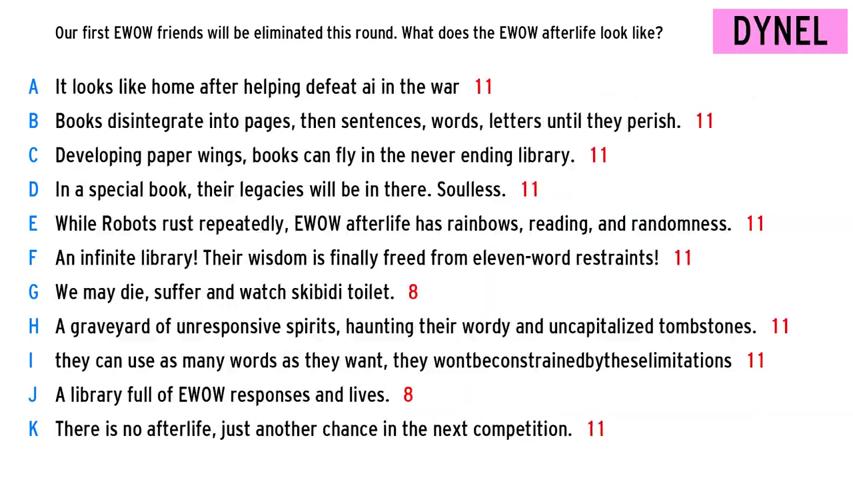 Our first EWOW friends will be eliminated this round. What does the EWOW afterlife look like?
DYNEL
A It looks like home after helping defeat ai in the war 11
B Books disintegrate into pages, then sentences, words, letters until they perish. 11
C Developing paper wings, books can fly in the never ending library. 11
D In a special book, their legacies will be in there. Soulless. 11
E While Robots rust repeatedly, EWOW afterlife has rainbows, reading, and randomness. 11
F An infinite library! Their wisdom is finally freed from eleven-word restraints! 11
G We may die, suffer and watch skibidi toilet. 8
H A graveyard of unresponsive spirits, haunting their wordy and uncapitalized tombstones. 11
I they can use as many words as they want, they wontbeconstrainedbytheselimitations 11
J A library full of EWOW responses and lives. 8
K There is no afterlife, just another chance in the next competition. 11